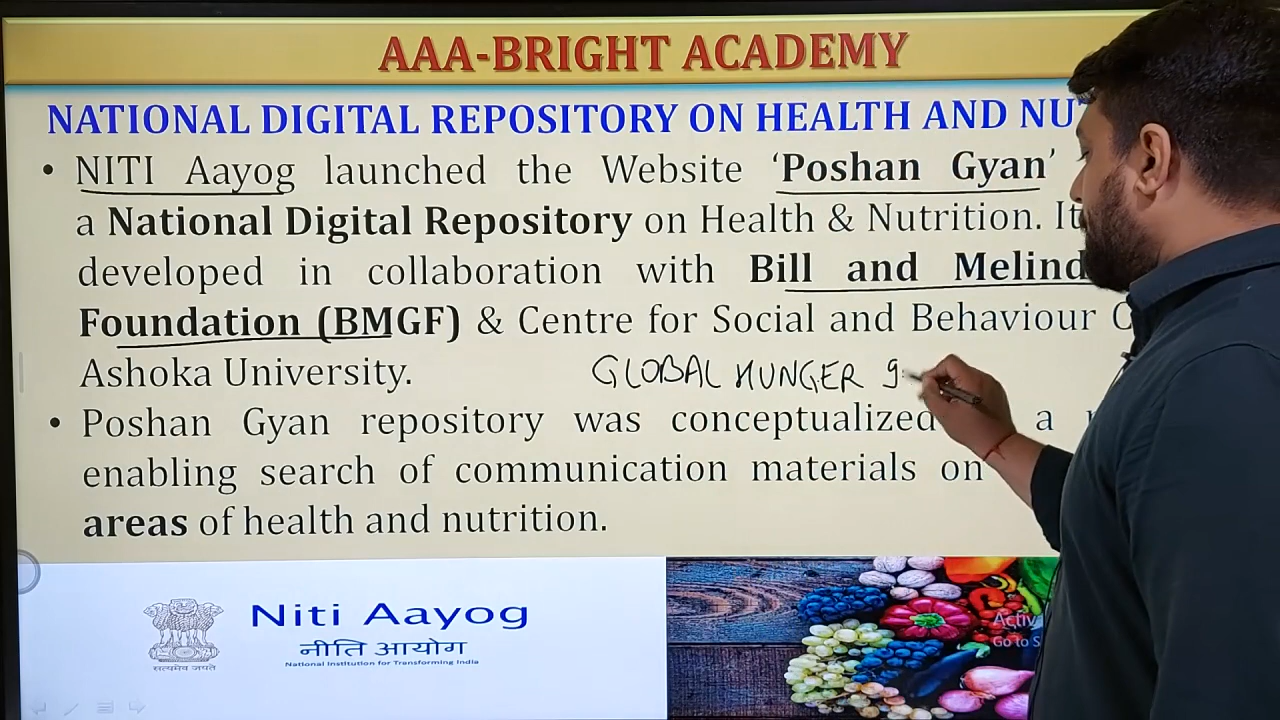 AAA-BRIGHT ACADEMY
NATIONAL DIGITAL REPOSITORY ON HEALTH AND
• NITI Aayog launched the Website ‘Poshan Gyan’
a National Digital Repository on Health & Nutrition. It
developed in collaboration with Bill and
Foundation (BMGF) & Centre for Social and Behaviour
Ashoka University.
GLOBAL HUNGER
• Poshan Gyan repository was conceptualized a
enabling search of communication materials on
areas of health and nutrition.
सत्यमेव जयते
Niti Aayog
नीति आयोग
National Institution for Transforming India
Go to